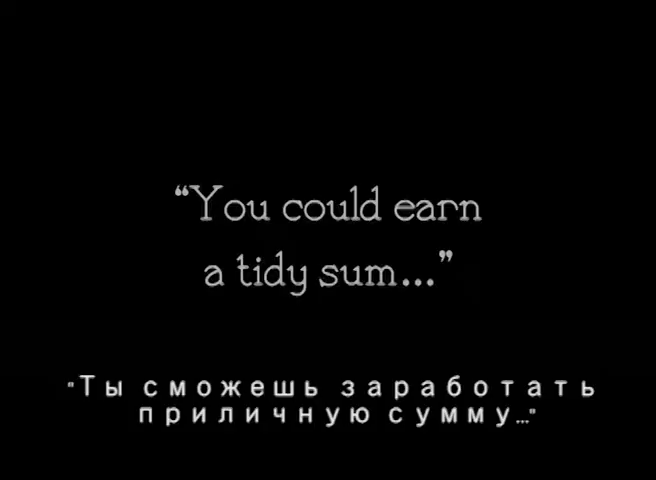 “You could earn
a tidy sum...”
"Ты сможешь заработать
приличную сумму..."